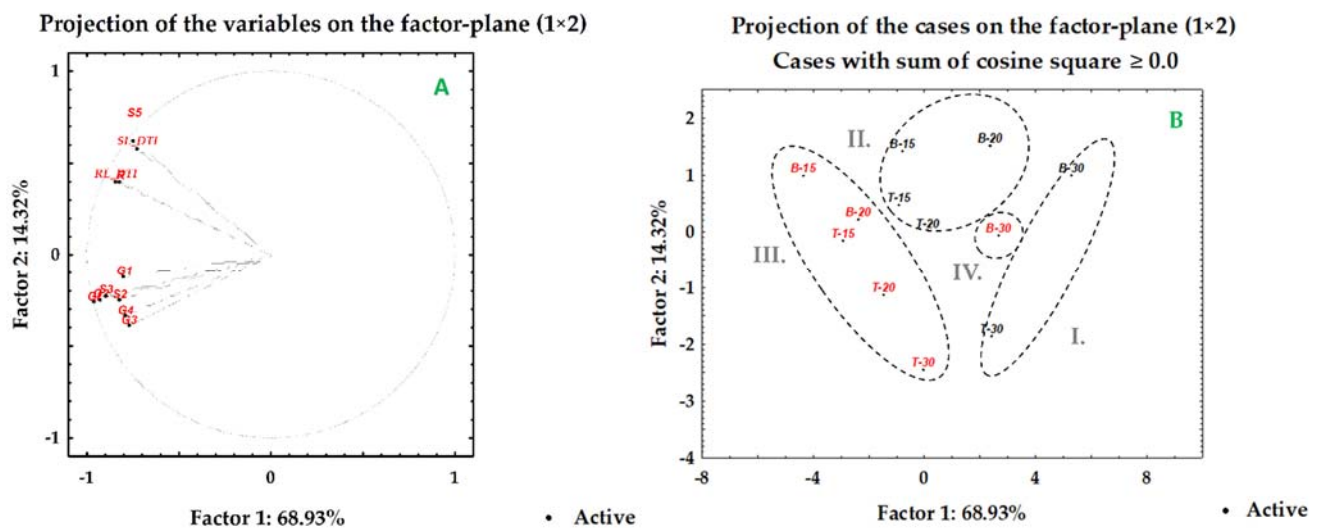 Projection of the variables on the factor-plane (1×2)
A
1
0
-1
S5
SL_DTI
RL_
G1
S3
S2
G4
G3
-1
0
1
Factor 2: 14.32%
Factor 1: 68.93%
• Active
Projection of the cases on the factor-plane (1×2)
Cases with sum of cosine square ≥ 0.0
B
2
1
0
-1
-2
-3
-4
II.
B-15
B-20
B-15
B-30
T-15
B-20
T-20
B-30
T-15
III.
IV.
T-20
T-30
I.
T-30
-8
-4
0
4
8
Factor 2: 14.32%
Factor 1: 68.93%
• Active